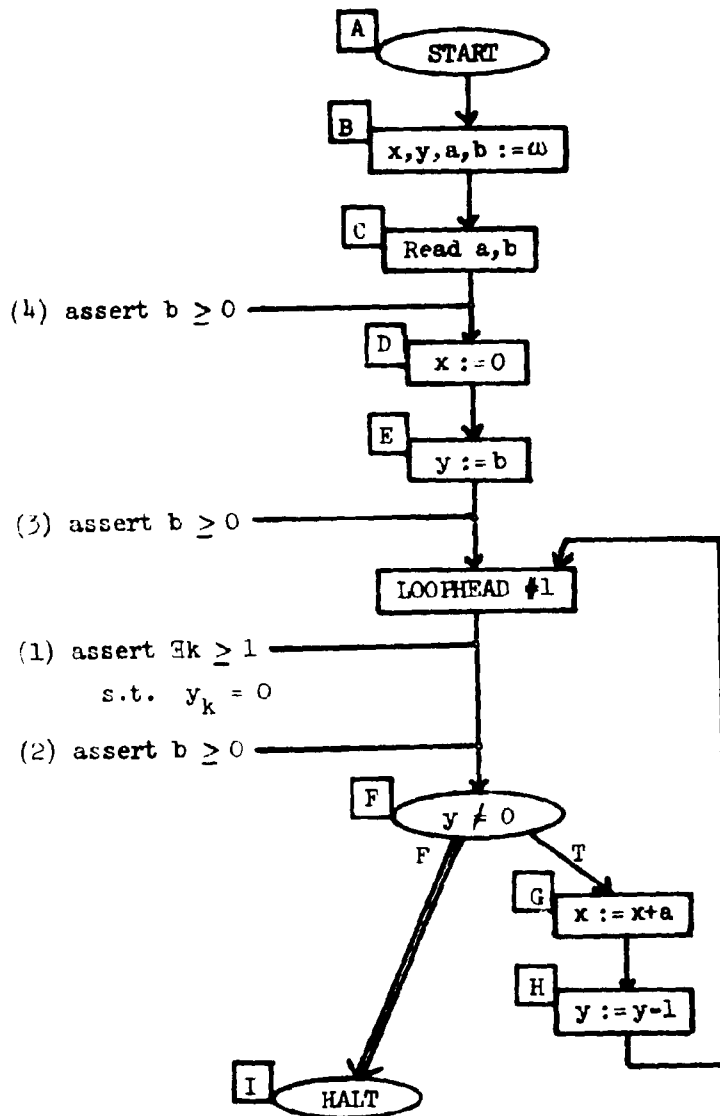 A
START
B
x,y,a,b := ω
C
Read a,b
(4) assert b ≥ 0
D
x := 0
E
y := b
(3) assert b ≥ 0
LOOPHEAD #1
(1) assert ∃k ≥ 1
s.t. y_k = 0
(2) assert b ≥ 0
F
y ≠ 0
F
T
G
x := x+a
H
y := y-1
I
HALT